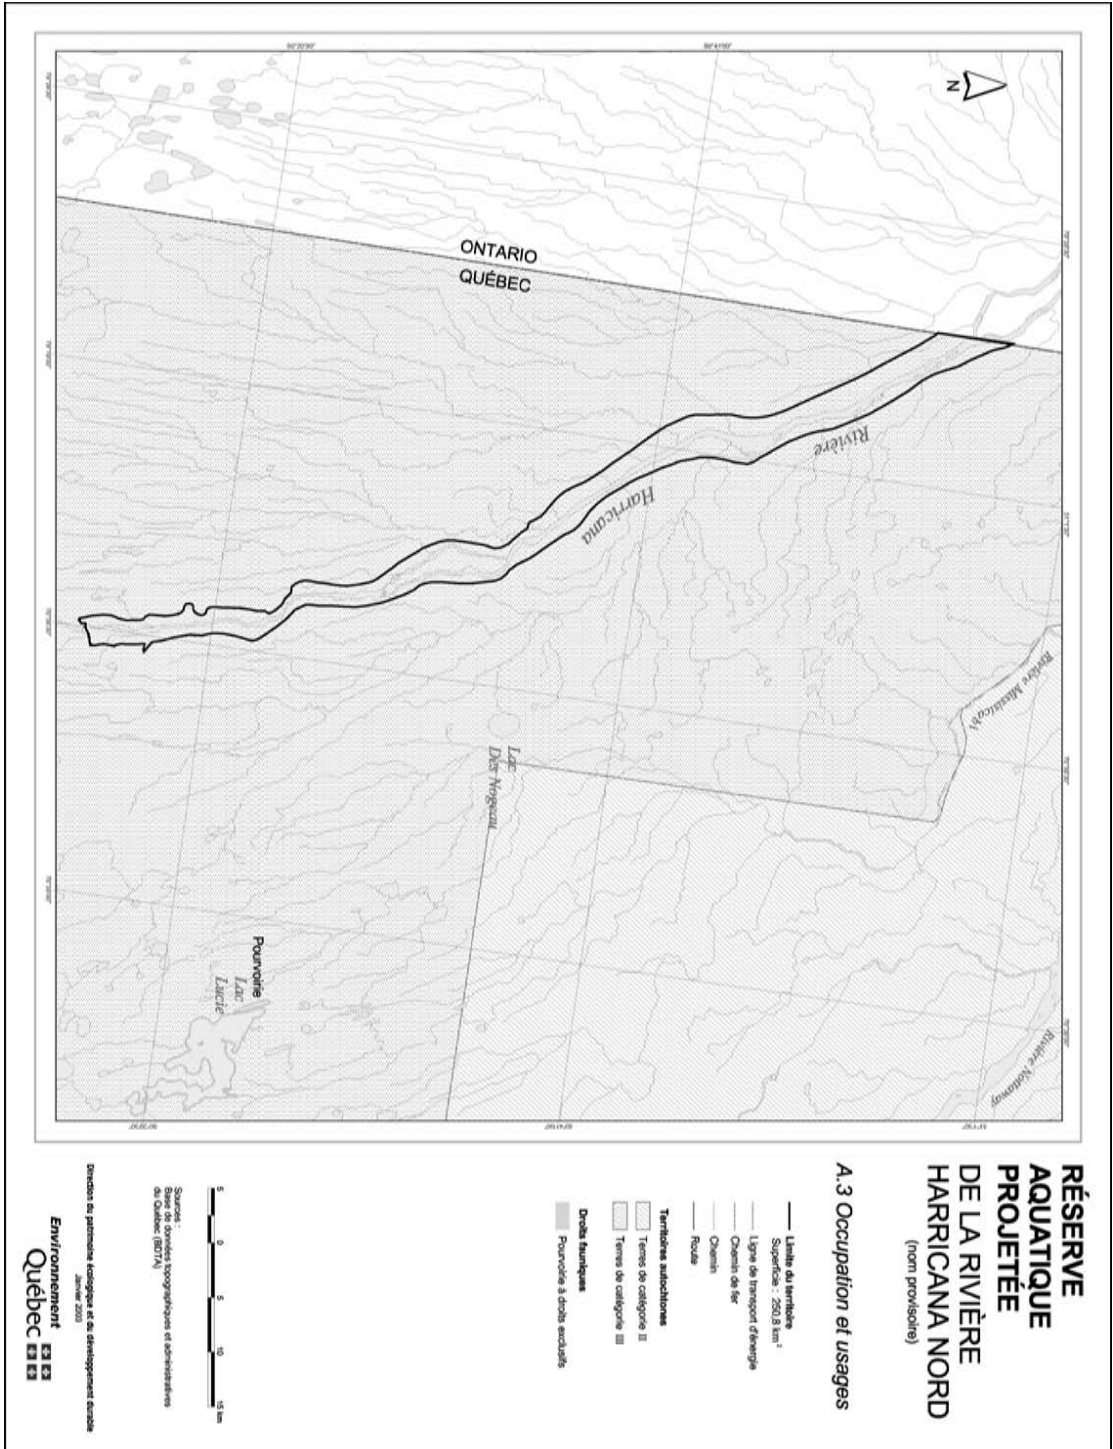 RÉSERVE
AQUATIQUE
PROJETÉE
DE LA RIVIÈRE
HARRICANA NORD
(nom provisoire)
A.3 Occupation et usages
Limite du territoire
Superficie : 250,8 km²
Ligne de transport d'énergie
Chemin de fer
Chemin
Route
Territoires autochtones
Terres de catégorie II
Terres de catégorie III
Droits fauniques
Pourvoirie à droits exclusifs
5 0 5 10 15 km
Sources :
Base de données topographiques et administratives
du Québec (BDTA)
Direction du patrimoine écologique et du développement durable
Janvier 2003
Environnement
Québec
N
ONTARIO
QUÉBEC
Rivière
Harricana
Rivière Missisicabi
Lac
Des Nogeau
Pourvoirie
Lac
Lucie
Rivière Nottaway